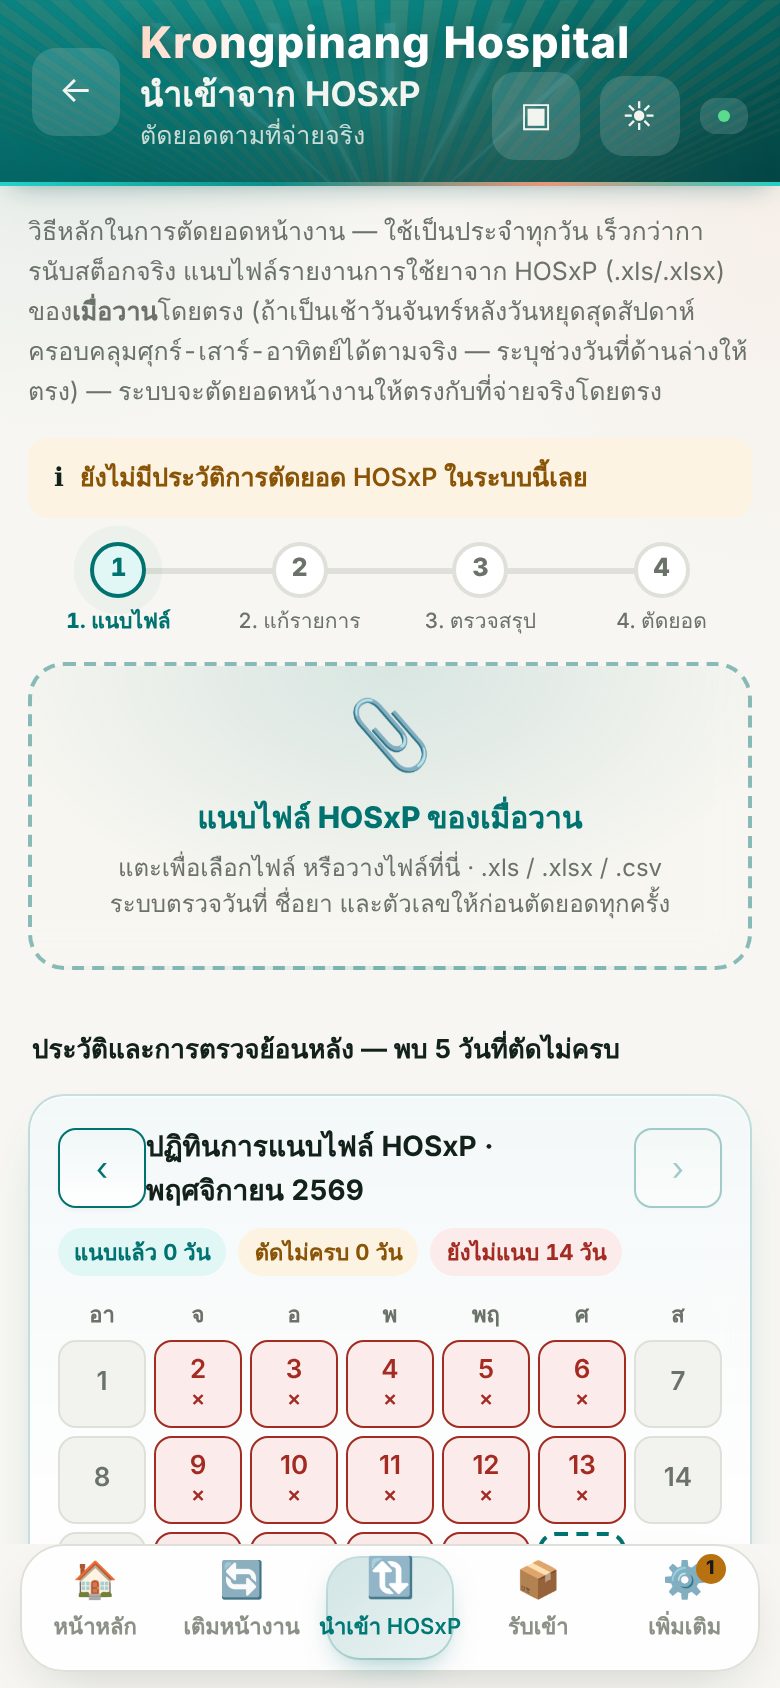 Krongpinang Hospital
←
นำเข้าจาก HOSxP
ตัดยอดตามที่จ่ายจริง
วิธีหลักในการตัดยอดหน้างาน — ใช้เป็นประจำทุกวัน เร็วกว่ากา
รนับสต็อกจริง แนบไฟล์รายงานการใช้ยาจาก HOSxP (.xls/.xlsx)
ของเมื่อวานโดยตรง (ถ้าเป็นเช้าวันจันทร์หลังวันหยุดสุดสัปดาห์
ครอบคลุมศุกร์-เสาร์-อาทิตย์ได้ตามจริง — ระบุช่วงวันที่ด้านล่างให้
ตรง) — ระบบจะตัดยอดหน้างานให้ตรงกับที่จ่ายจริงโดยตรง
ℹ ยังไม่มีประวัติการตัดยอด HOSxP ในระบบนี้เลย
1 2 3 4
1. แนบไฟล์ 2. แก้รายการ 3. ตรวจสรุป 4. ตัดยอด
แนบไฟล์ HOSxP ของเมื่อวาน
แตะเพื่อเลือกไฟล์ หรือวางไฟล์ที่นี่ · .xls / .xlsx / .csv
ระบบตรวจวันที่ ชื่อยา และตัวเลขให้ก่อนตัดยอดทุกครั้ง
ประวัติและการตรวจย้อนหลัง — พบ 5 วันที่ตัดไม่ครบ
‹ ปฏิทินการแนบไฟล์ HOSxP · ›
พฤศจิกายน 2569
แนบแล้ว 0 วัน ตัดไม่ครบ 0 วัน ยังไม่แนบ 14 วัน
อา จ อ พ พฤ ศ ส
1 2 3 4 5 6 7
× × × × ×
8 9 10 11 12 13 14
× × × × ×
1
หน้าหลัก เติมหน้างาน นำเข้า HOSxP รับเข้า เพิ่มเติม